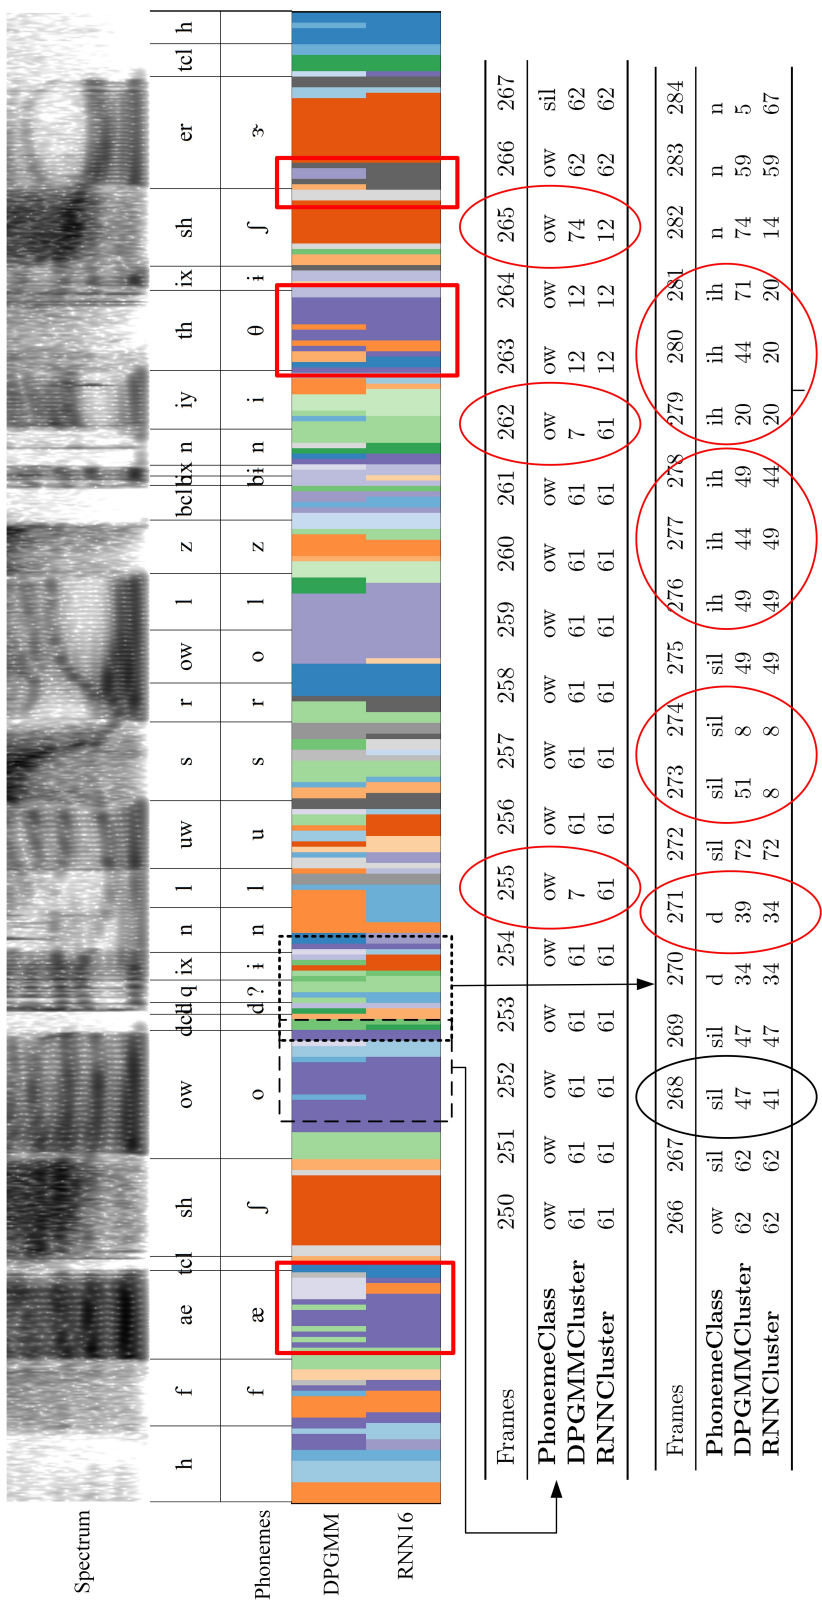 Spectrum
h f ae tcl sh ow dcl d q ix n l uw s r ow l z bcl b ix n iy th ix sh er tcl h
Phonemes f æ ʃ o d ? i n l u s r o l z b i n i θ i ʃ ɝ
DPGMM
RNN16
Frames 250 251 252 253 254 255 256 257 258 259 260 261 262 263 264 265 266 267
PhonemeClass ow ow ow ow ow ow ow ow ow ow ow ow ow ow ow ow ow sil
DPGMMCluster 61 61 61 61 61 7 61 61 61 61 61 61 7 12 12 74 62 62
RNNCluster 61 61 61 61 61 61 61 61 61 61 61 61 61 12 12 12 62 62
Frames 266 267 268 269 270 271 272 273 274 275 276 277 278 279 280 281 282 283 284
PhonemeClass ow sil sil sil d d sil sil sil sil ih ih ih ih ih ih n n n
DPGMMCluster 62 62 47 47 34 39 72 51 8 49 49 44 49 20 44 71 74 59 5
RNNCluster 62 62 41 47 34 34 72 8 8 49 49 49 44 20 20 20 14 59 67